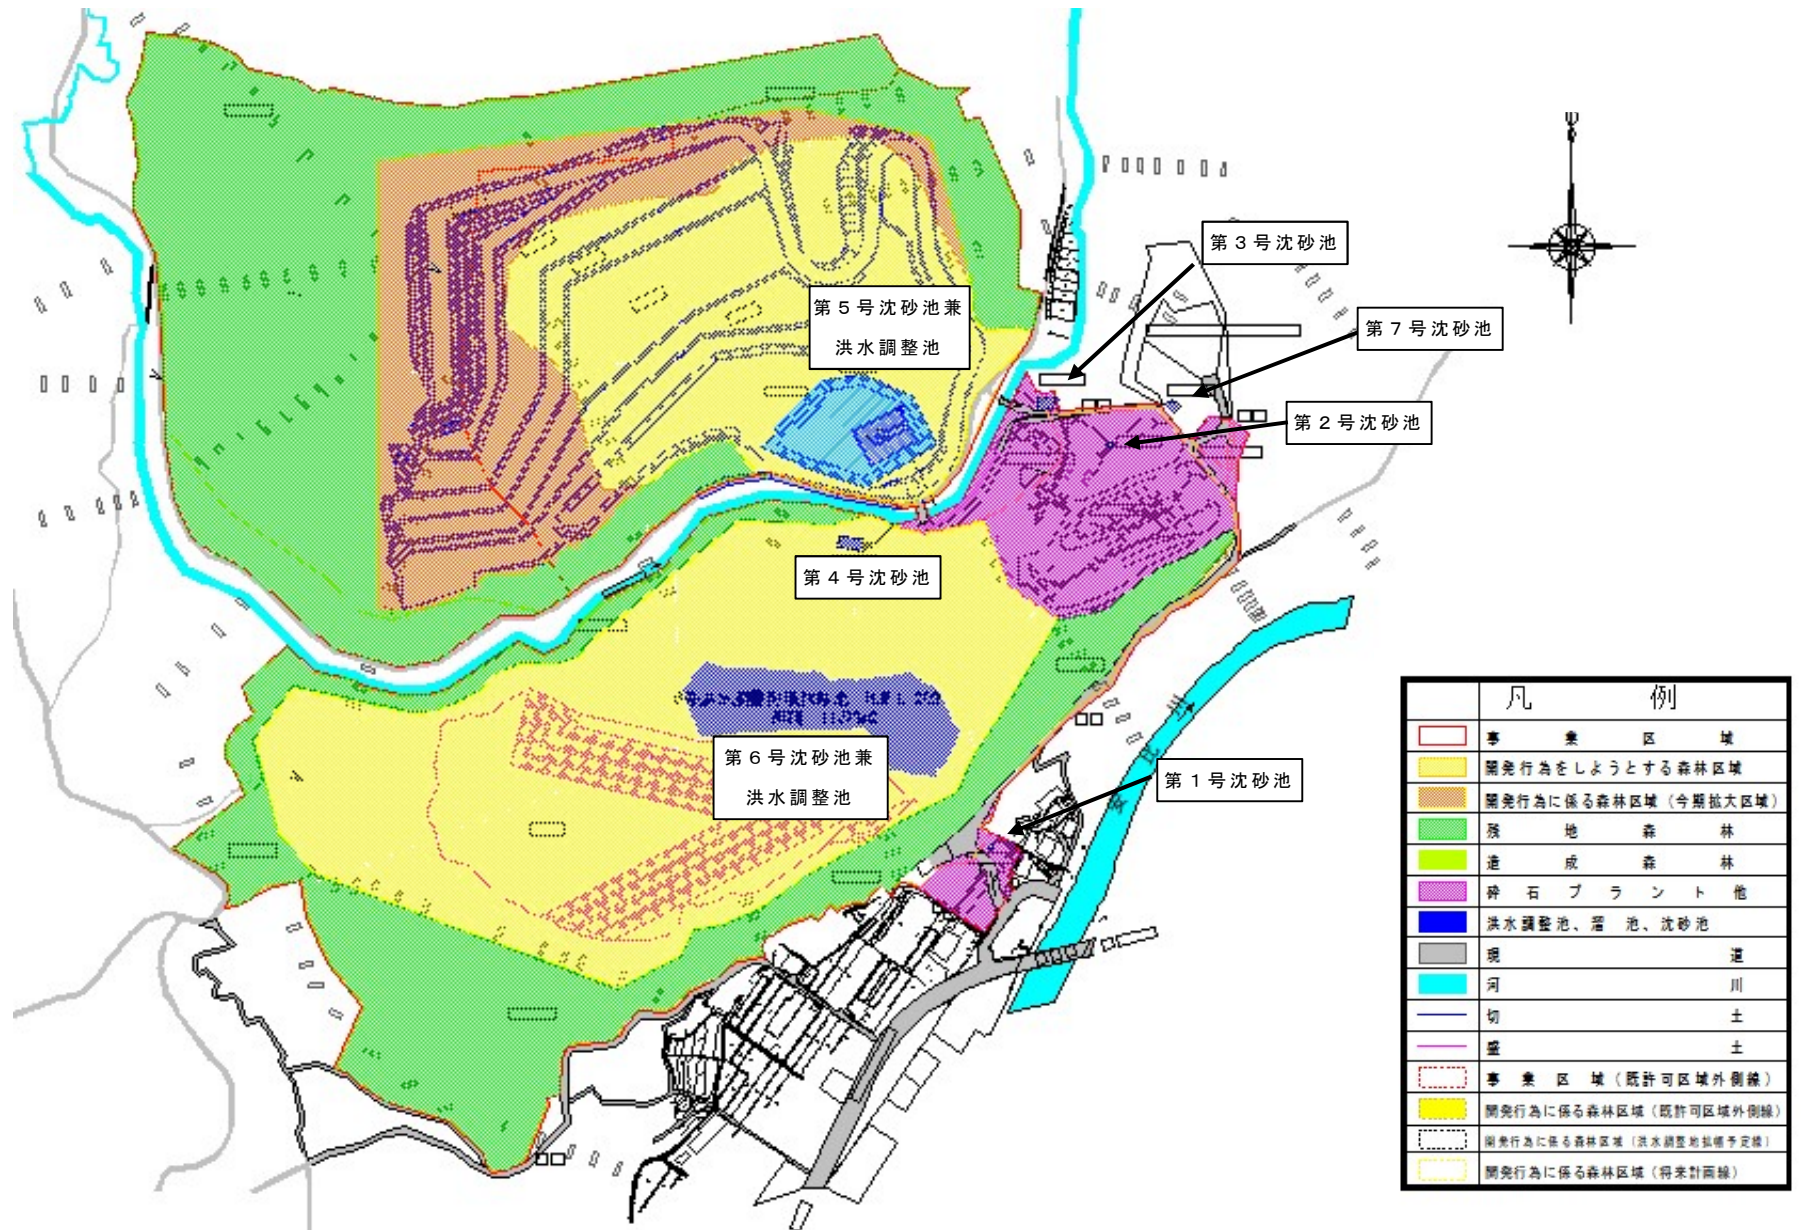 第3号沈砂池
第7号沈砂池
第2号沈砂池
第5号沈砂池兼
洪水調整池
第4号沈砂池
第6号沈砂池兼
洪水調整池
第1号沈砂池
凡例
事業区域
開発行為をしようとする森林区域
開発行為に係る森林区域(今期拡大区域)
残地森林
造成森林
砕石プラント他
洪水調整池、溜池、沈砂池
現道
河川
切土
盛土
事業区域(既許可区域外側線)
開発行為に係る森林区域(既許可区域外側線)
開発行為に係る森林区域(洪水調整池拡幅予定線)
開発行為に係る森林区域(将来計画線)